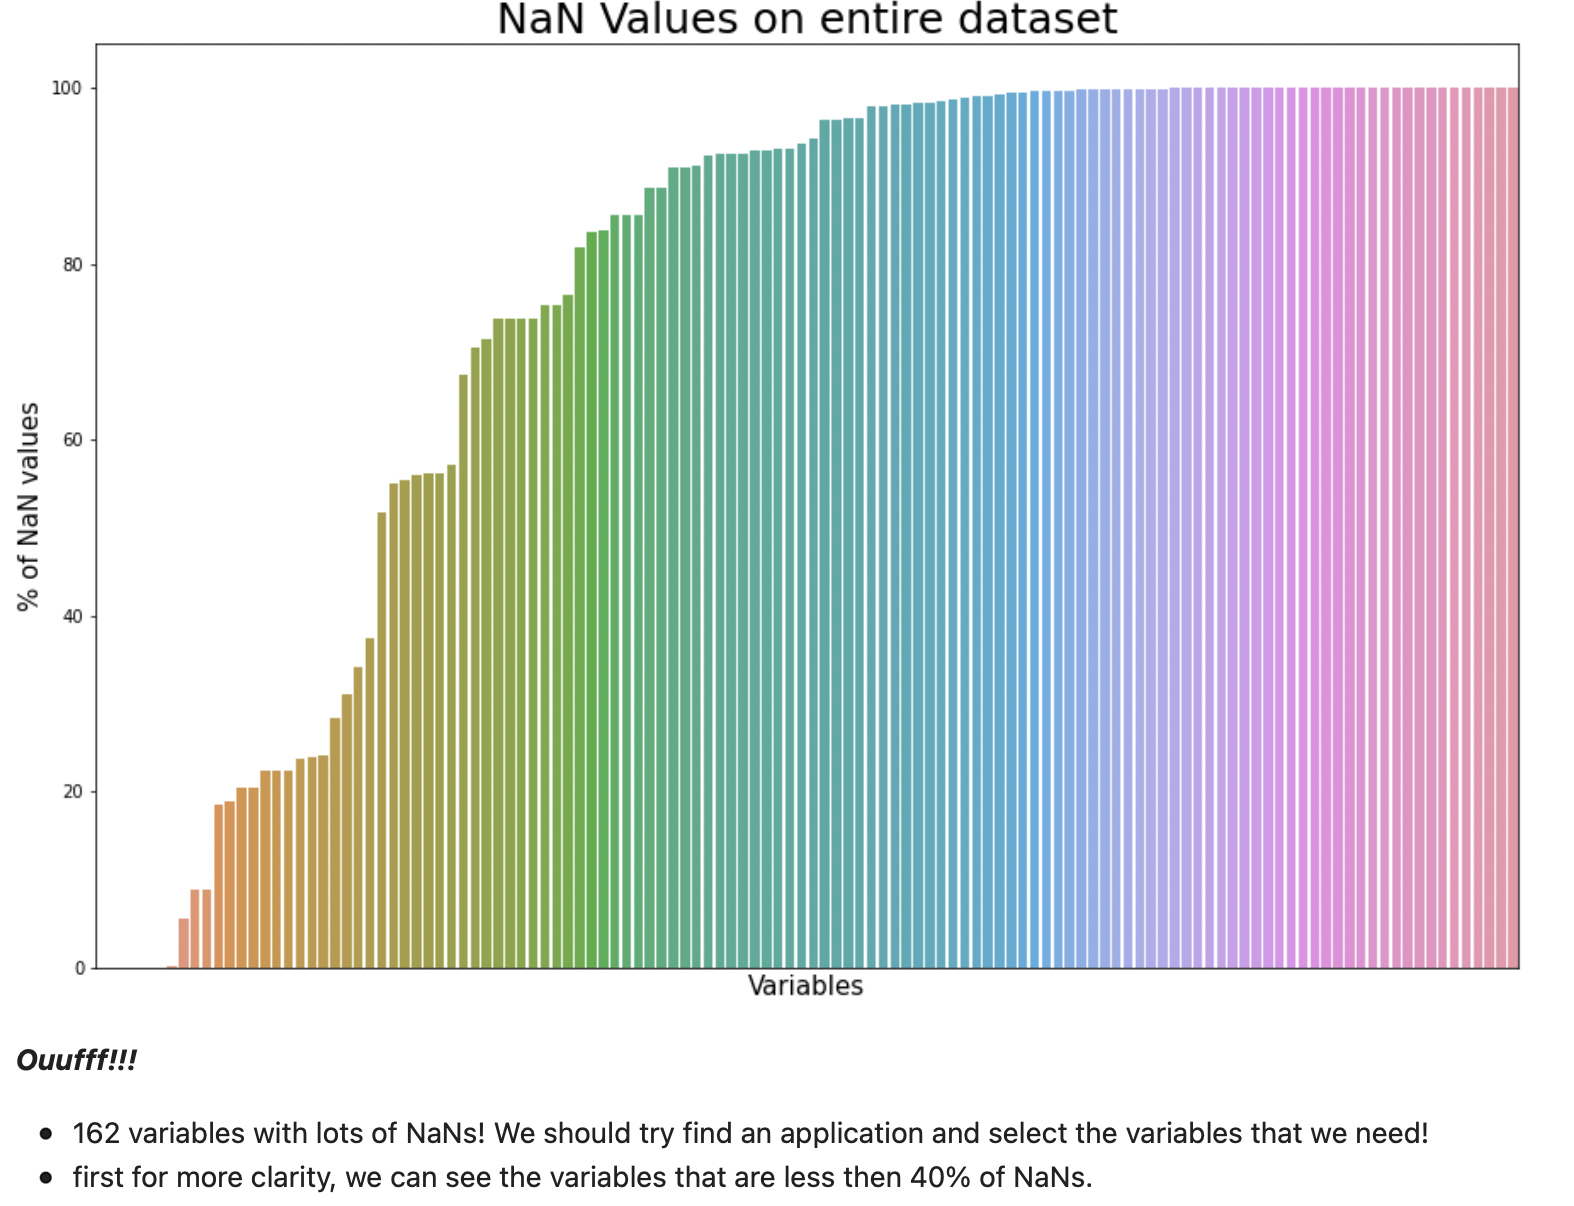 NaN Values on entire dataset
100
80
60
40
20
0
% of NaN values
Variables
Ouufff!!!
162 variables with lots of NaNs! We should try find an application and select the variables that we need!
first for more clarity, we can see the variables that are less then 40% of NaNs.